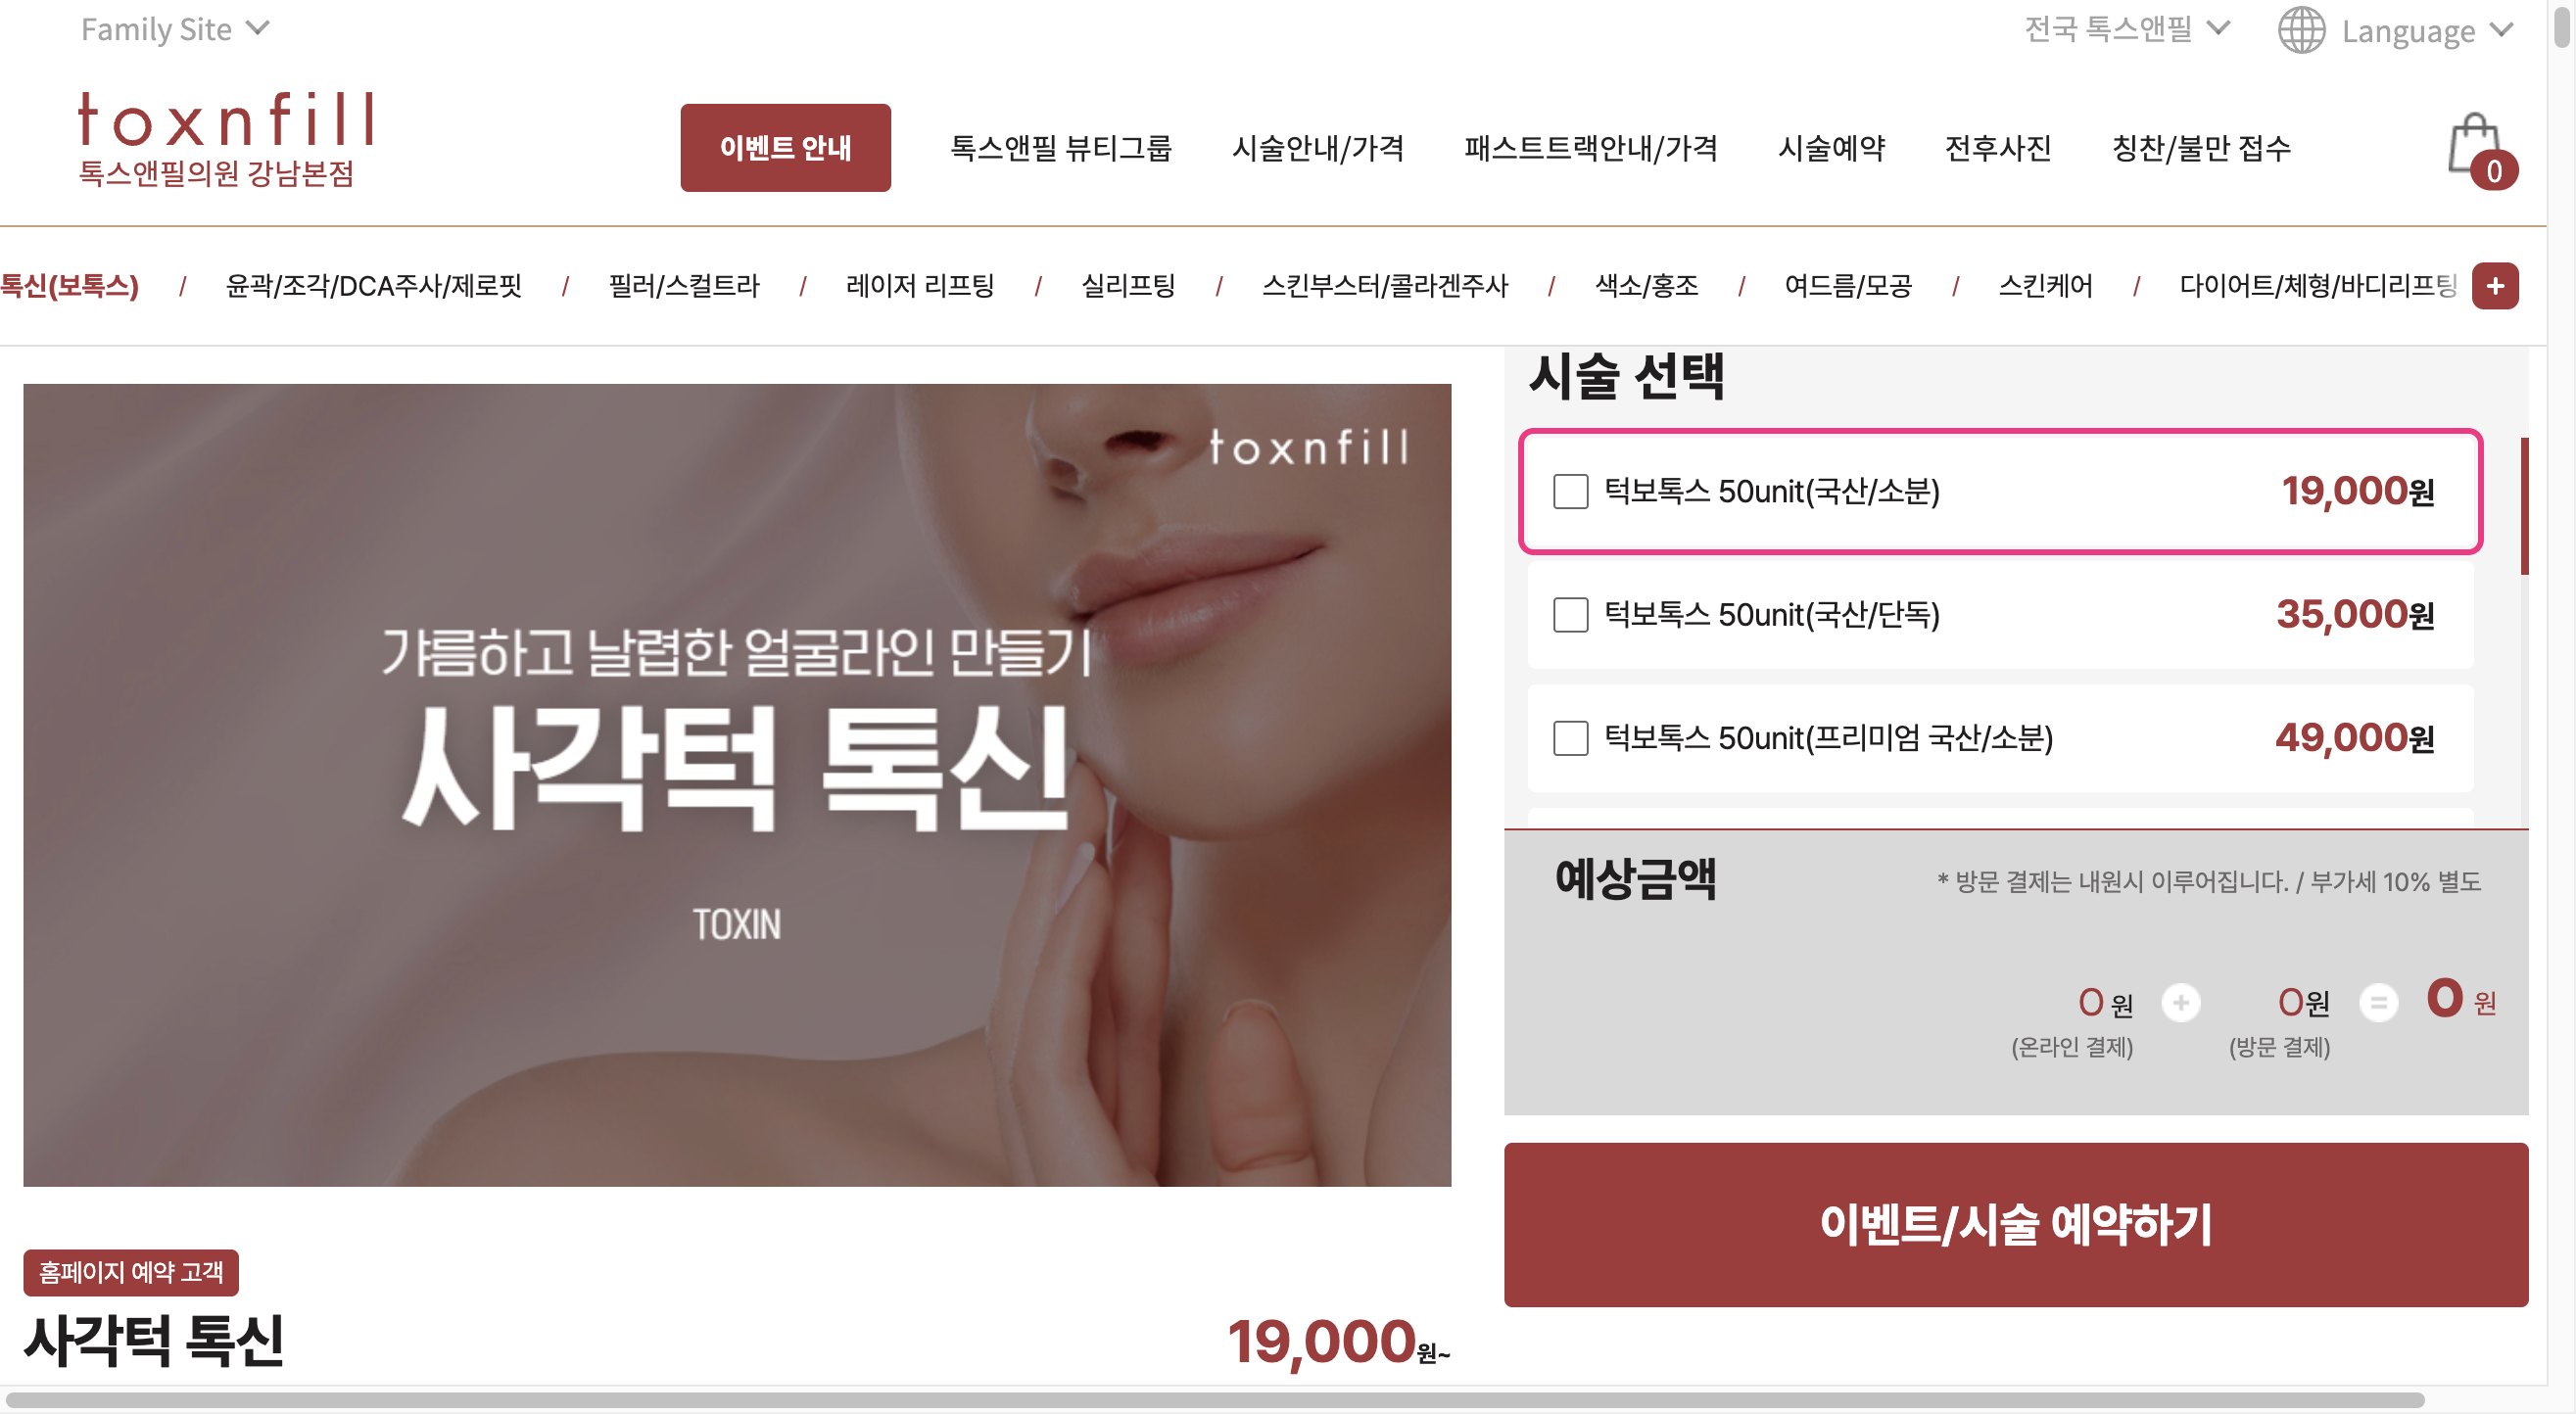 Family Site
전국 톡스앤필
Language
toxnfill
톡스앤필의원 강남본점
이벤트 안내
톡스앤필 뷰티그룹
시술안내/가격
패스트트랙안내/가격
시술예약
전후사진
칭찬/불만 접수
0
톡신(보톡스) / 윤곽/조각/DCA주사/제로핏 / 필러/스컬트라 / 레이저 리프팅 / 실리프팅 / 스킨부스터/콜라겐주사 / 색소/홍조 / 여드름/모공 / 스킨케어 / 다이어트/체형/바디리프팅
+
toxnfill
갸름하고 날렵한 얼굴라인 만들기
사각턱 톡신
TOXIN
홈페이지 예약 고객
사각턱 톡신
19,000원~
시술 선택
턱보톡스 50unit(국산/소분) 19,000원
턱보톡스 50unit(국산/단독) 35,000원
턱보톡스 50unit(프리미엄 국산/소분) 49,000원
예상금액
* 방문 결제는 내원시 이루어집니다. / 부가세 10% 별도
0 원 + 0원 = 0 원
(온라인 결제) (방문 결제)
이벤트/시술 예약하기